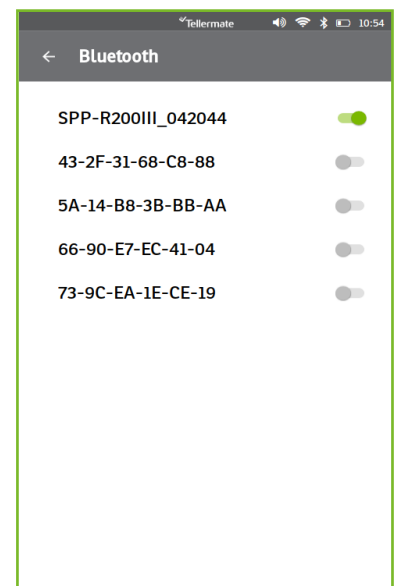 Tellermate 10:54
Bluetooth
SPP-R200III_042044
43-2F-31-68-C8-88
5A-14-B8-3B-BB-AA
66-90-E7-EC-41-04
73-9C-EA-1E-CE-19